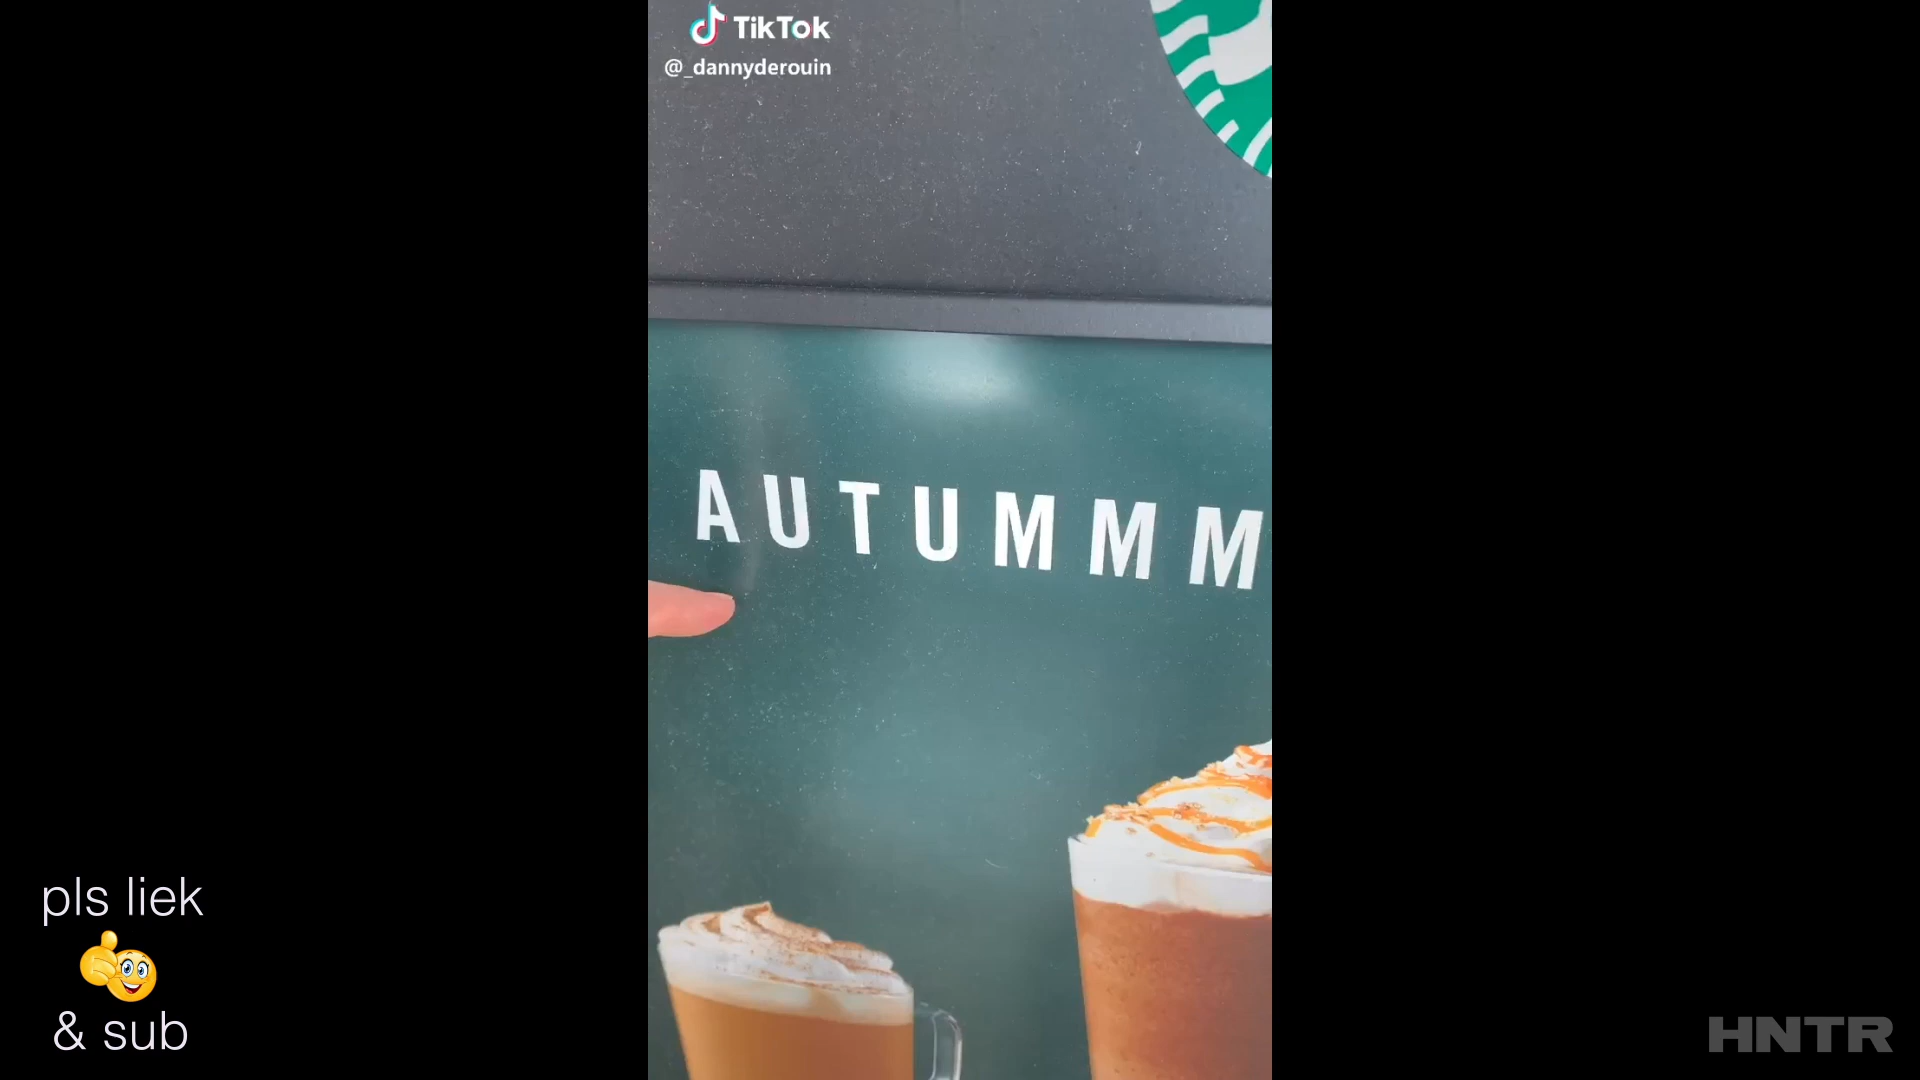 TikTok
@_dannyderouin
AUTUMMM
pls liek
& sub
HNTR